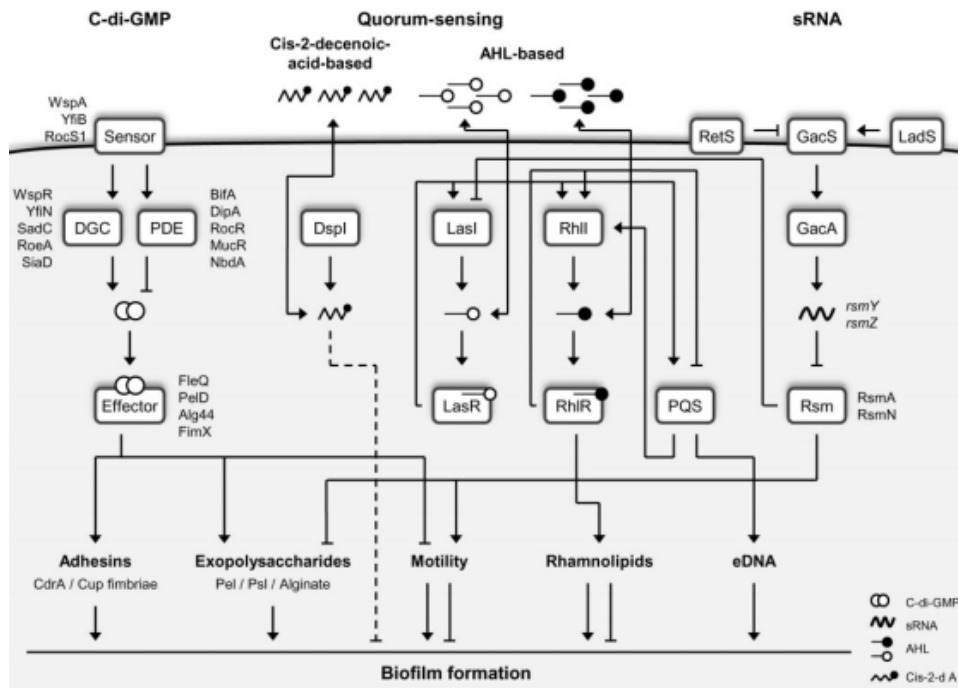 C-di-GMP
Quorum-sensing
sRNA
Cis-2-decenoic-
acid-based
AHL-based
WspA
YfiB
RocS1
Sensor
RetS
GacS
LadS
WspR
YfiN
SadC
RoeA
SiaD
DGC
PDE
BifA
DipA
RocR
MucR
NbdA
DspI
LasI
RhlI
GacA
rsmY
rsmZ
Effector
FleQ
PelD
Alg44
FimX
LasR
RhlR
PQS
Rsm
RsmA
RsmN
Adhesins
CdrA / Cup fimbriae
Exopolysaccharides
Pel / Psl / Alginate
Motility
Rhamnolipids
eDNA
C-di-GMP
sRNA
AHL
Cis-2-d A
Biofilm formation